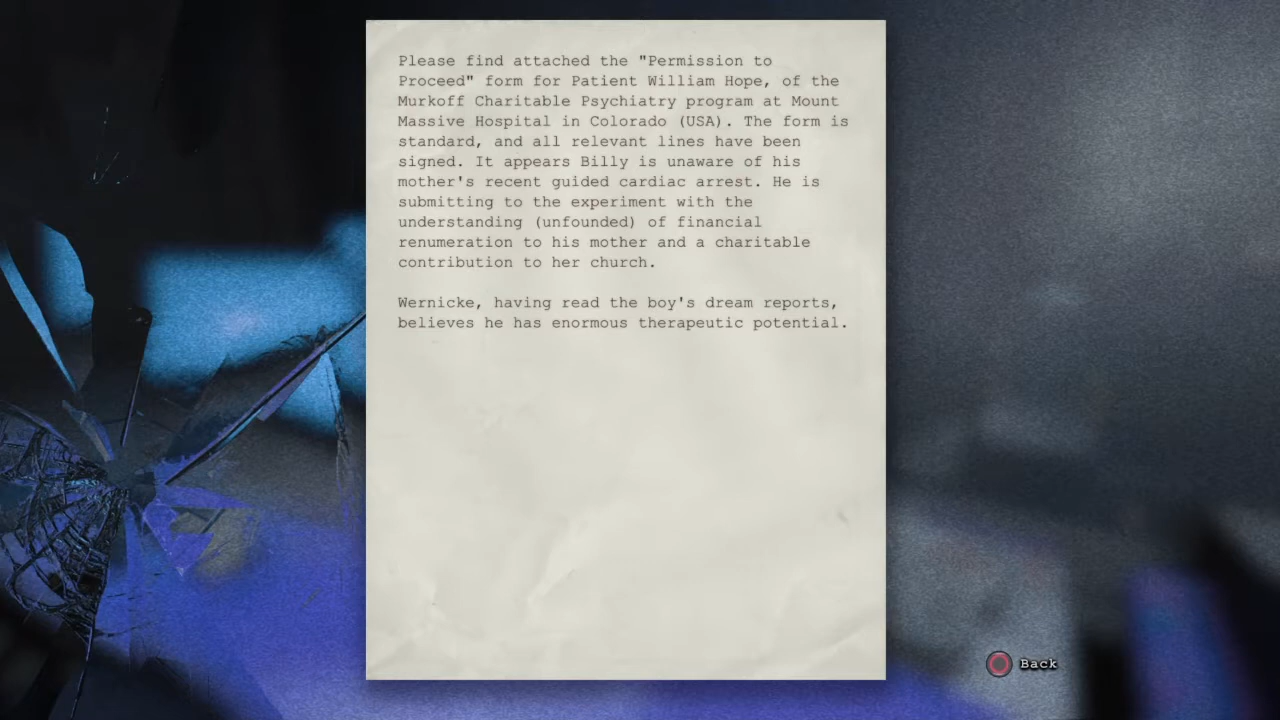 Please find attached the "Permission to
Proceed" form for Patient William Hope, of the
Murkoff Charitable Psychiatry program at Mount
Massive Hospital in Colorado (USA). The form is
standard, and all relevant lines have been
signed. It appears Billy is unaware of his
mother's recent guided cardiac arrest. He is
submitting to the experiment with the
understanding (unfounded) of financial
renumeration to his mother and a charitable
contribution to her church.
Wernicke, having read the boy's dream reports,
believes he has enormous therapeutic potential.
Back